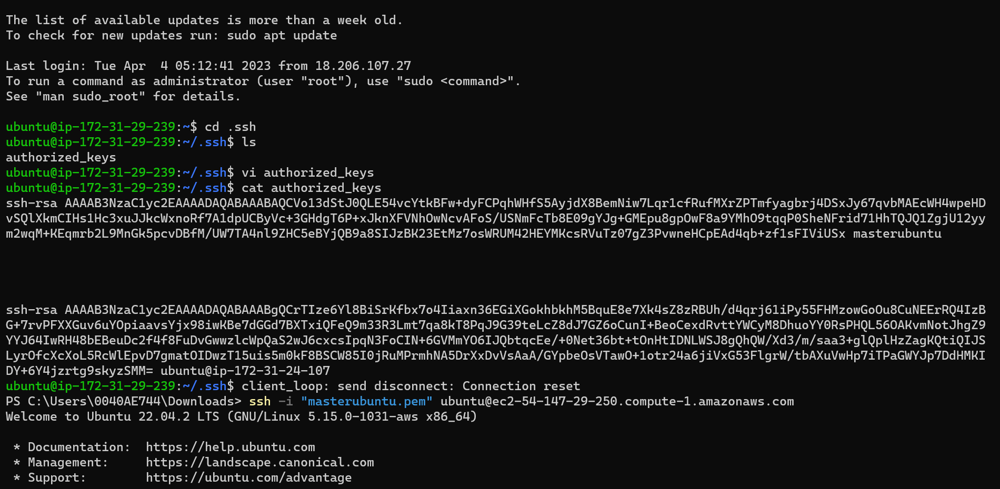 The list of available updates is more than a week old.
To check for new updates run: sudo apt update
Last login: Tue Apr  4 05:12:41 2023 from 18.206.107.27
To run a command as administrator (user "root"), use "sudo <command>".
See "man sudo_root" for details.
ubuntu@ip-172-31-29-239:~$ cd .ssh
ubuntu@ip-172-31-29-239:~/.ssh$ ls
authorized_keys
ubuntu@ip-172-31-29-239:~/.ssh$ vi authorized_keys
ubuntu@ip-172-31-29-239:~/.ssh$ cat authorized_keys
ssh-rsa AAAAB3NzaC1yc2EAAAADAQABAAABAQCVo13dStJ0QLE54vcYtkBFw+dyFCPqhWHfS5AyjdX8BemNiw7Lqr1cfRufMXrZPTmfyagbrj4DSxJy67qvbMAEcWH4wpeHD
vSQlXkmCIHs1Hc3xuJJkcWxnoRf7A1dpUCByVc+3GHdgT6P+xJknXFVNhOwNcvAFoS/USNmFcTb8E09gYJg+GMEpu8gpOwF8a9YMhO9tqqP0SheNFrid71HhTQJQ1ZgjU12yy
m2wqM+KEqmrb2L9MnGk5pcvDBfM/UW7TA4nl9ZHC5eBYjQB9a8SIJzBK23EtMz7osWRUM42HEYMKcsRVuTz07gZ3PvwneHCpEAd4qb+zf1sFIViUSx masterubuntu
ssh-rsa AAAAB3NzaC1yc2EAAAADAQABAAABgQCrTIze6Yl8BiSrKfbx7o4Iiaxn36EGiXGokhbkhM5BquE8e7Xk4sZ8zRBUh/d4qrj61iPy55FHMzowGoOu8CuNEErRQ4IzB
G+7rvPFXXGuv6uYOpiaavsYjx98iwKBe7dGGd7BXTxiQFeQ9m33R3Lmt7qa8kT8PqJ9G39teLcZ8dJ7GZ6oCunI+BeoCexdRvttYWCyM8DhuoYY0RsPHQL56OAKvmNotJhgZ9
YYJ64IwRH48bEBeuDc2f4f8FuDvGwwzlcWpQaS2wJ6cxcsIpqN3FoCIN+6GVMmYO6IJQbtqcEe/+0Net36bt+tOnHtIDNLWSJ8gQhQW/Xd3/m/saa3+glQplHzZagKQtiQIJS
LyrOfcXcXoL5RcWlEpvD7gmatOIDwzT15uis5m0kF8BSCW85I0jRuMPrmhNA5DrXxDvVsAaA/GYpbeOsVTawO+1otr24a6jiVxG53FlgrW/tbAXuVwHp7iTPaGWYJp7DdHMKI
DY+6Y4jzrtg9skyzSMM= ubuntu@ip-172-31-24-107
ubuntu@ip-172-31-29-239:~/.ssh$ client_loop: send disconnect: Connection reset
PS C:\Users\0040AE744\Downloads> ssh -i "masterubuntu.pem" ubuntu@ec2-54-147-29-250.compute-1.amazonaws.com
Welcome to Ubuntu 22.04.2 LTS (GNU/Linux 5.15.0-1031-aws x86_64)
 * Documentation:  https://help.ubuntu.com
 * Management:     https://landscape.canonical.com
 * Support:        https://ubuntu.com/advantage